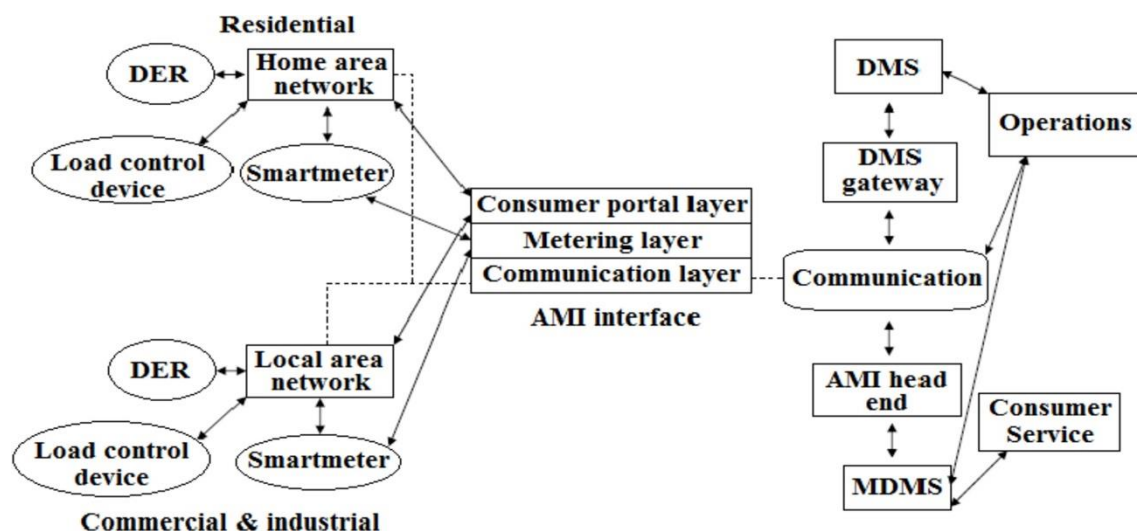 Residential
DER
Home area
network
Load control
device
Smartmeter
Consumer portal layer
Metering layer
Communication layer
AMI interface
DER
Local area
network
Load control
device
Smartmeter
Commercial & industrial
DMS
Operations
DMS
gateway
Communication
AMI head
end
Consumer
Service
MDMS